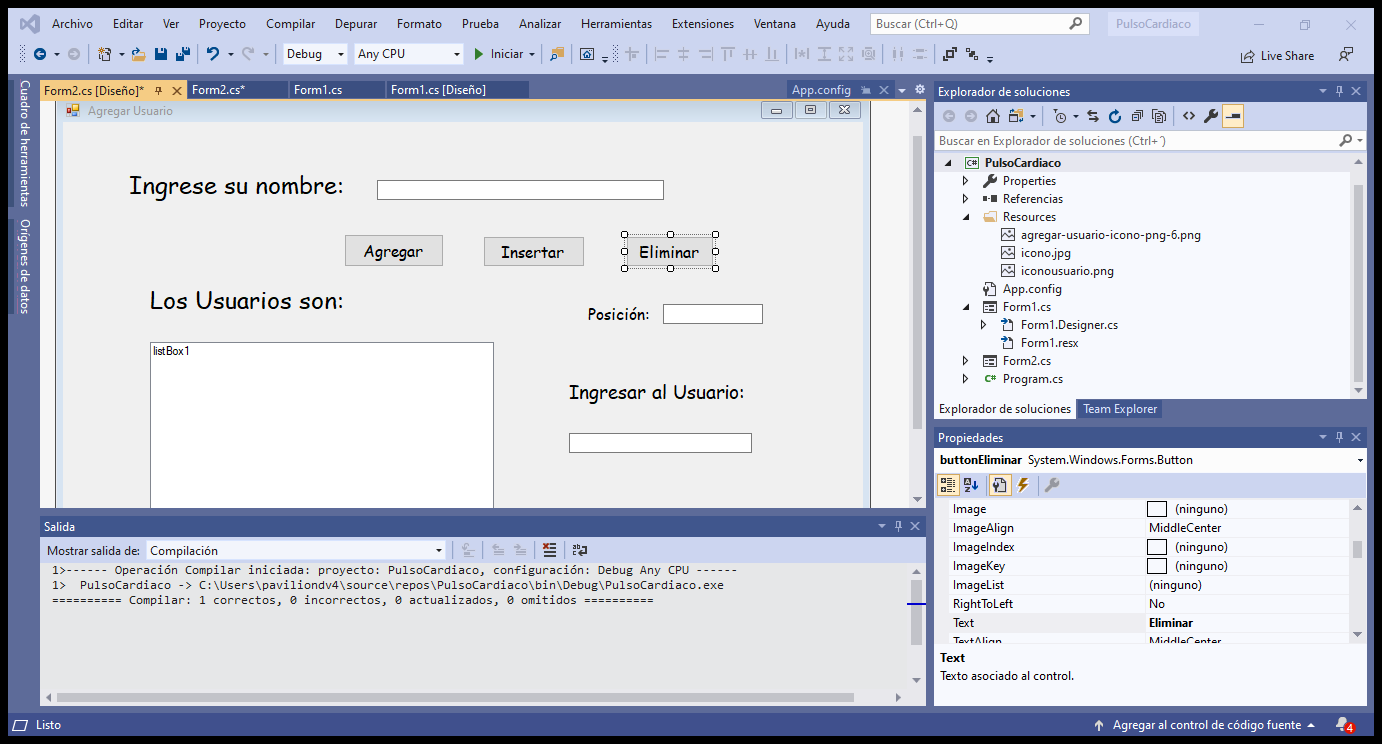 Archivo Editar Ver Proyecto Compilar Depurar Formato Prueba Analizar Herramientas Extensiones Ventana Ayuda Buscar (Ctrl+Q) PulsoCardiaco
Debug Any CPU Iniciar Live Share
Cuadro de herramientas
Orígenes de datos
Form2.cs [Diseño]* Form2.cs* Form1.cs Form1.cs [Diseño] App.config
Agregar Usuario
Ingrese su nombre:
Agregar Insertar Eliminar
Los Usuarios son:
Posición:
listBox1
Ingresar al Usuario:
Salida
Mostrar salida de: Compilación
1>------ Operación Compilar iniciada: proyecto: PulsoCardiaco, configuración: Debug Any CPU ------
1>  PulsoCardiaco -> C:\Users\paviliondv4\source\repos\PulsoCardiaco\bin\Debug\PulsoCardiaco.exe
========== Compilar: 1 correctos, 0 incorrectos, 0 actualizados, 0 omitidos ==========
Explorador de soluciones
Buscar en Explorador de soluciones (Ctrl+´)
C# PulsoCardiaco
Properties
Referencias
Resources
agregar-usuario-icono-png-6.png
icono.jpg
iconousuario.png
App.config
Form1.cs
Form1.Designer.cs
Form1.resx
Form2.cs
C# Program.cs
Explorador de soluciones Team Explorer
Propiedades
buttonEliminar System.Windows.Forms.Button
Image (ninguno)
ImageAlign MiddleCenter
ImageIndex (ninguno)
ImageKey (ninguno)
ImageList (ninguno)
RightToLeft No
Text Eliminar
TextAlign MiddleCenter
Text
Texto asociado al control.
Listo Agregar al control de código fuente 4